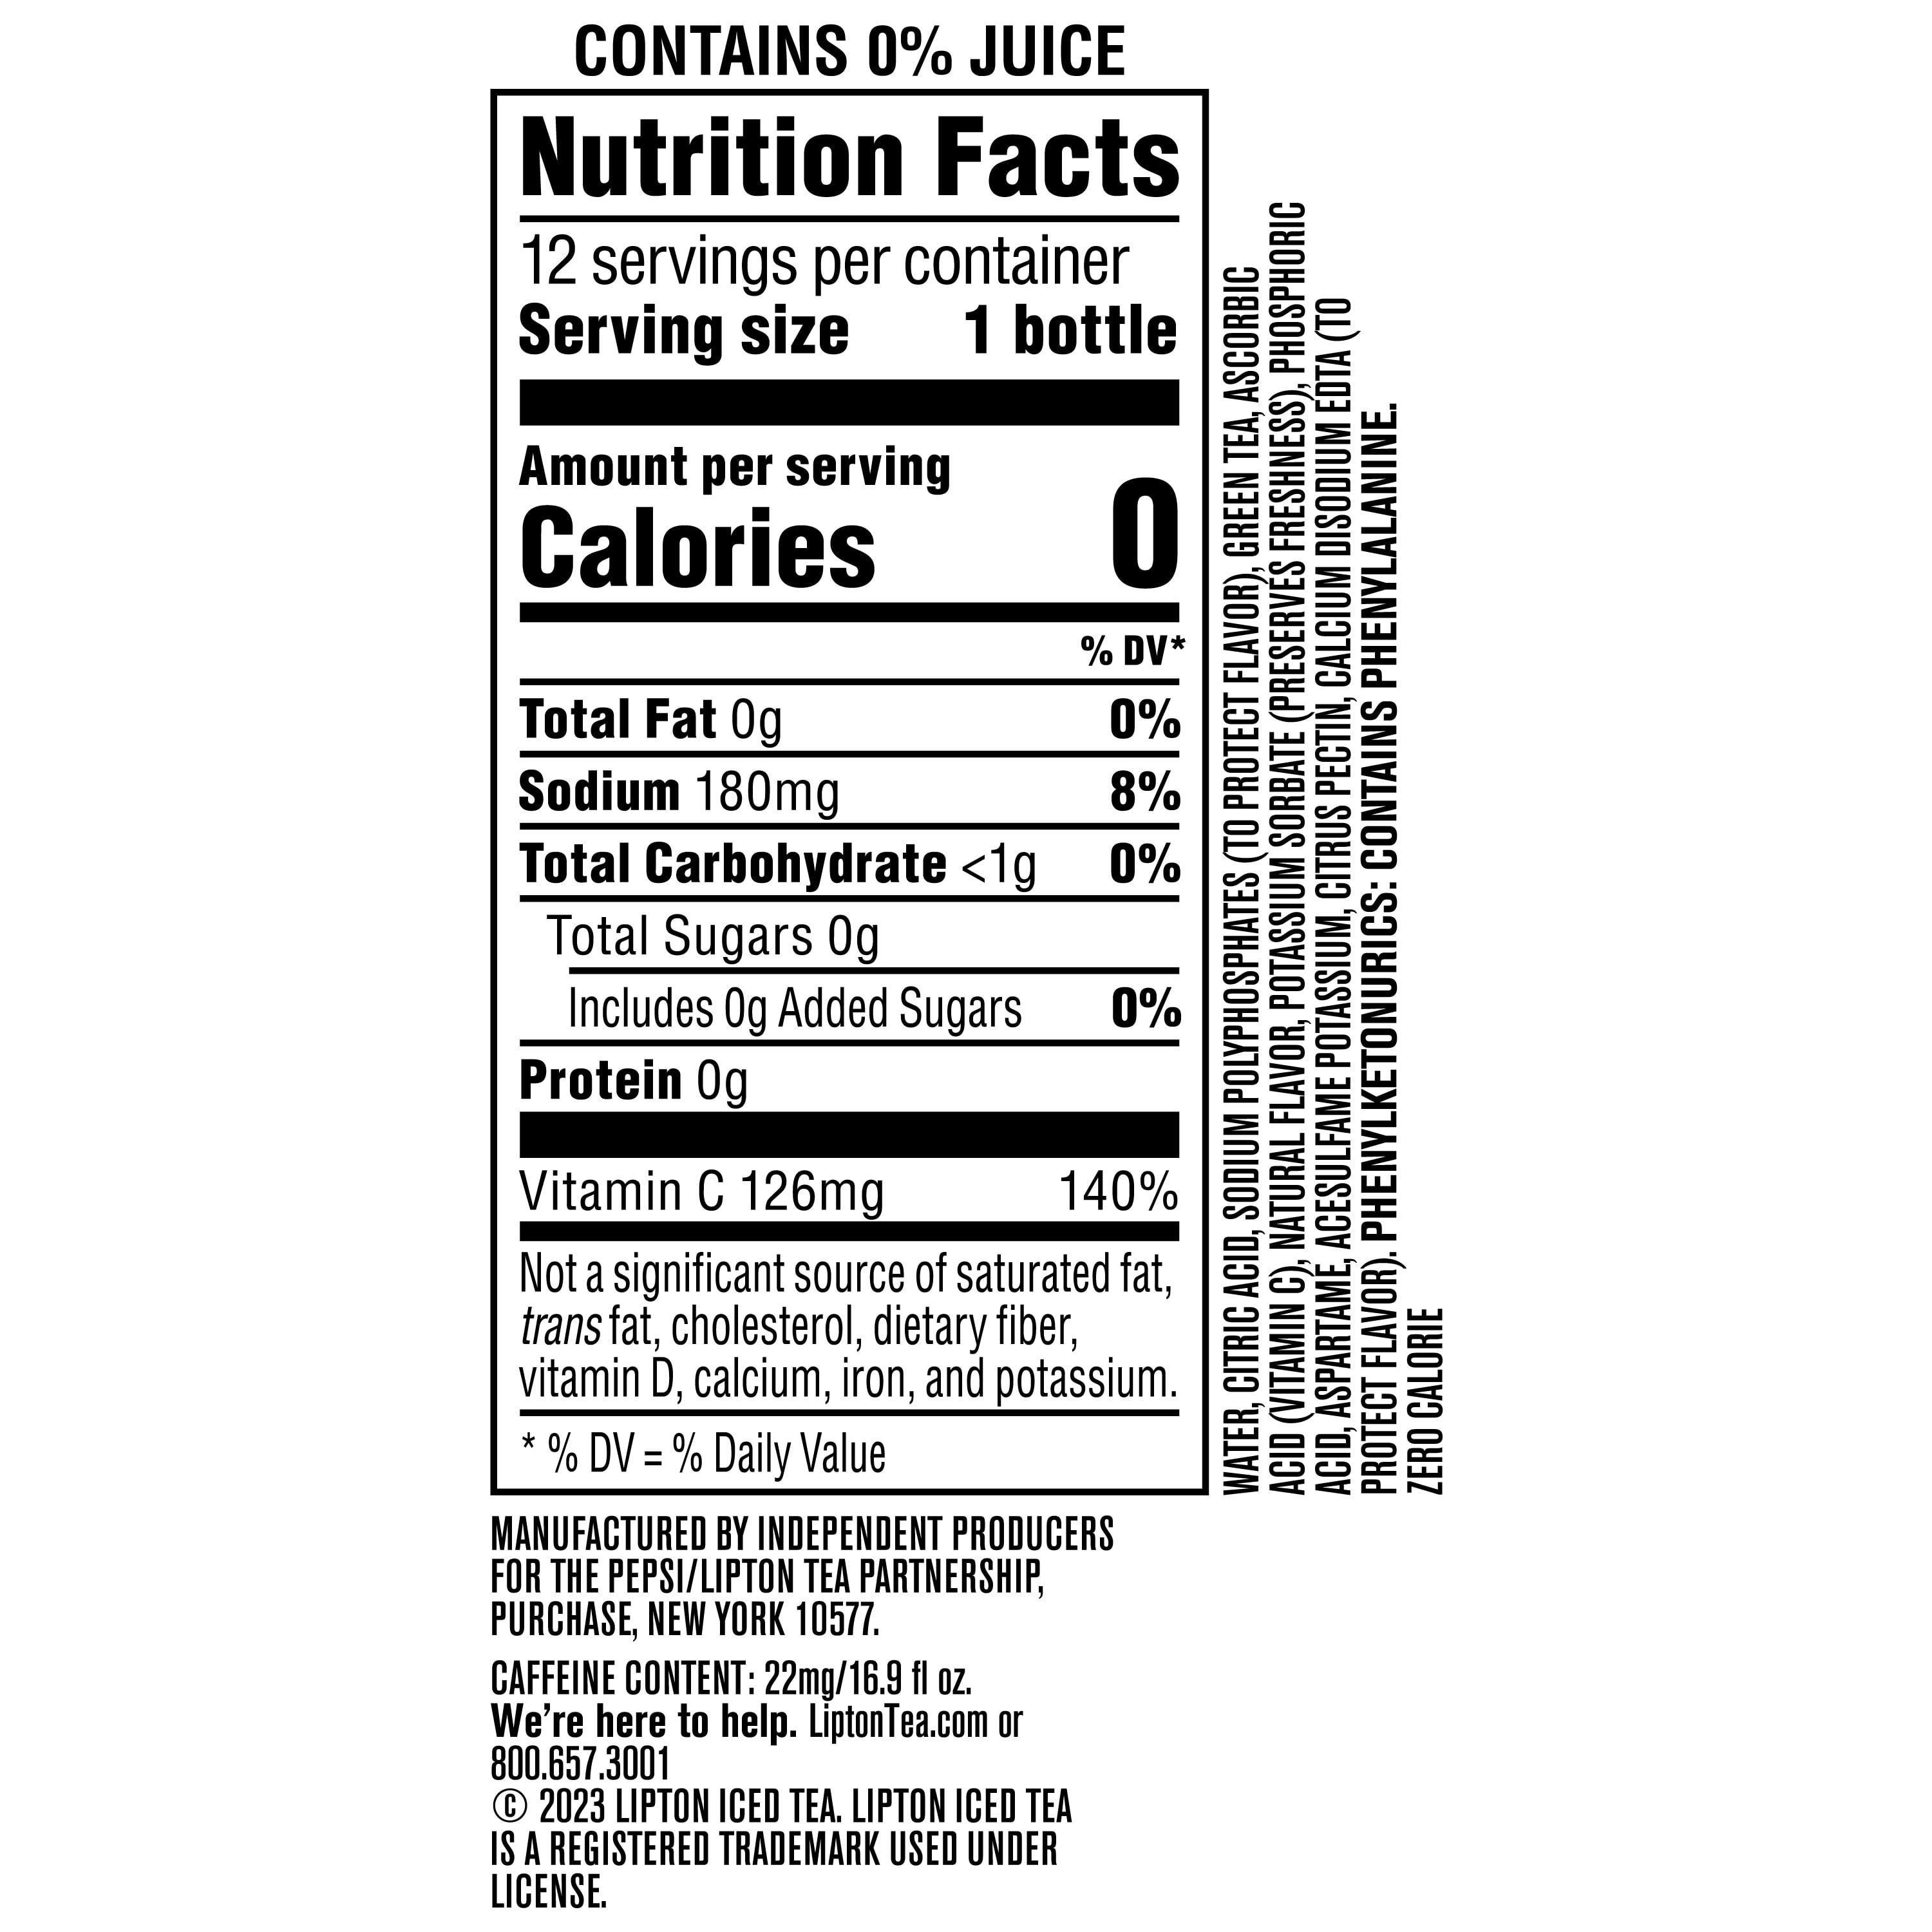 CONTAINS 0% JUICE
Nutrition Facts
12 servings per container
Serving size 1 bottle
Amount per serving
Calories 0
% DV*
Total Fat 0g 0%
Sodium 180mg 8%
Total Carbohydrate <1g 0%
Total Sugars 0g
Includes 0g Added Sugars 0%
Protein 0g
Vitamin C 126mg 140%
Not a significant source of saturated fat,
trans fat, cholesterol, dietary fiber,
vitamin D, calcium, iron, and potassium.
* % DV = % Daily Value
WATER, CITRIC ACID, SODIUM POLYPHOSPHATES (TO PROTECT FLAVOR), GREEN TEA, ASCORBIC
ACID (VITAMIN C), NATURAL FLAVOR, POTASSIUM SORBATE (PRESERVES FRESHNESS), PHOSPHORIC
ACID, ASPARTAME, ACESULFAME POTASSIUM, CITRUS PECTIN, CALCIUM DISODIUM EDTA (TO
PROTECT FLAVOR). PHENYLKETONURICS: CONTAINS PHENYLALANINE.
ZERO CALORIE
MANUFACTURED BY INDEPENDENT PRODUCERS
FOR THE PEPSI/LIPTON TEA PARTNERSHIP,
PURCHASE, NEW YORK 10577.
CAFFEINE CONTENT: 22mg/16.9 fl oz.
We're here to help. LiptonTea.com or
800.657.3001
© 2023 LIPTON ICED TEA. LIPTON ICED TEA
IS A REGISTERED TRADEMARK USED UNDER
LICENSE.